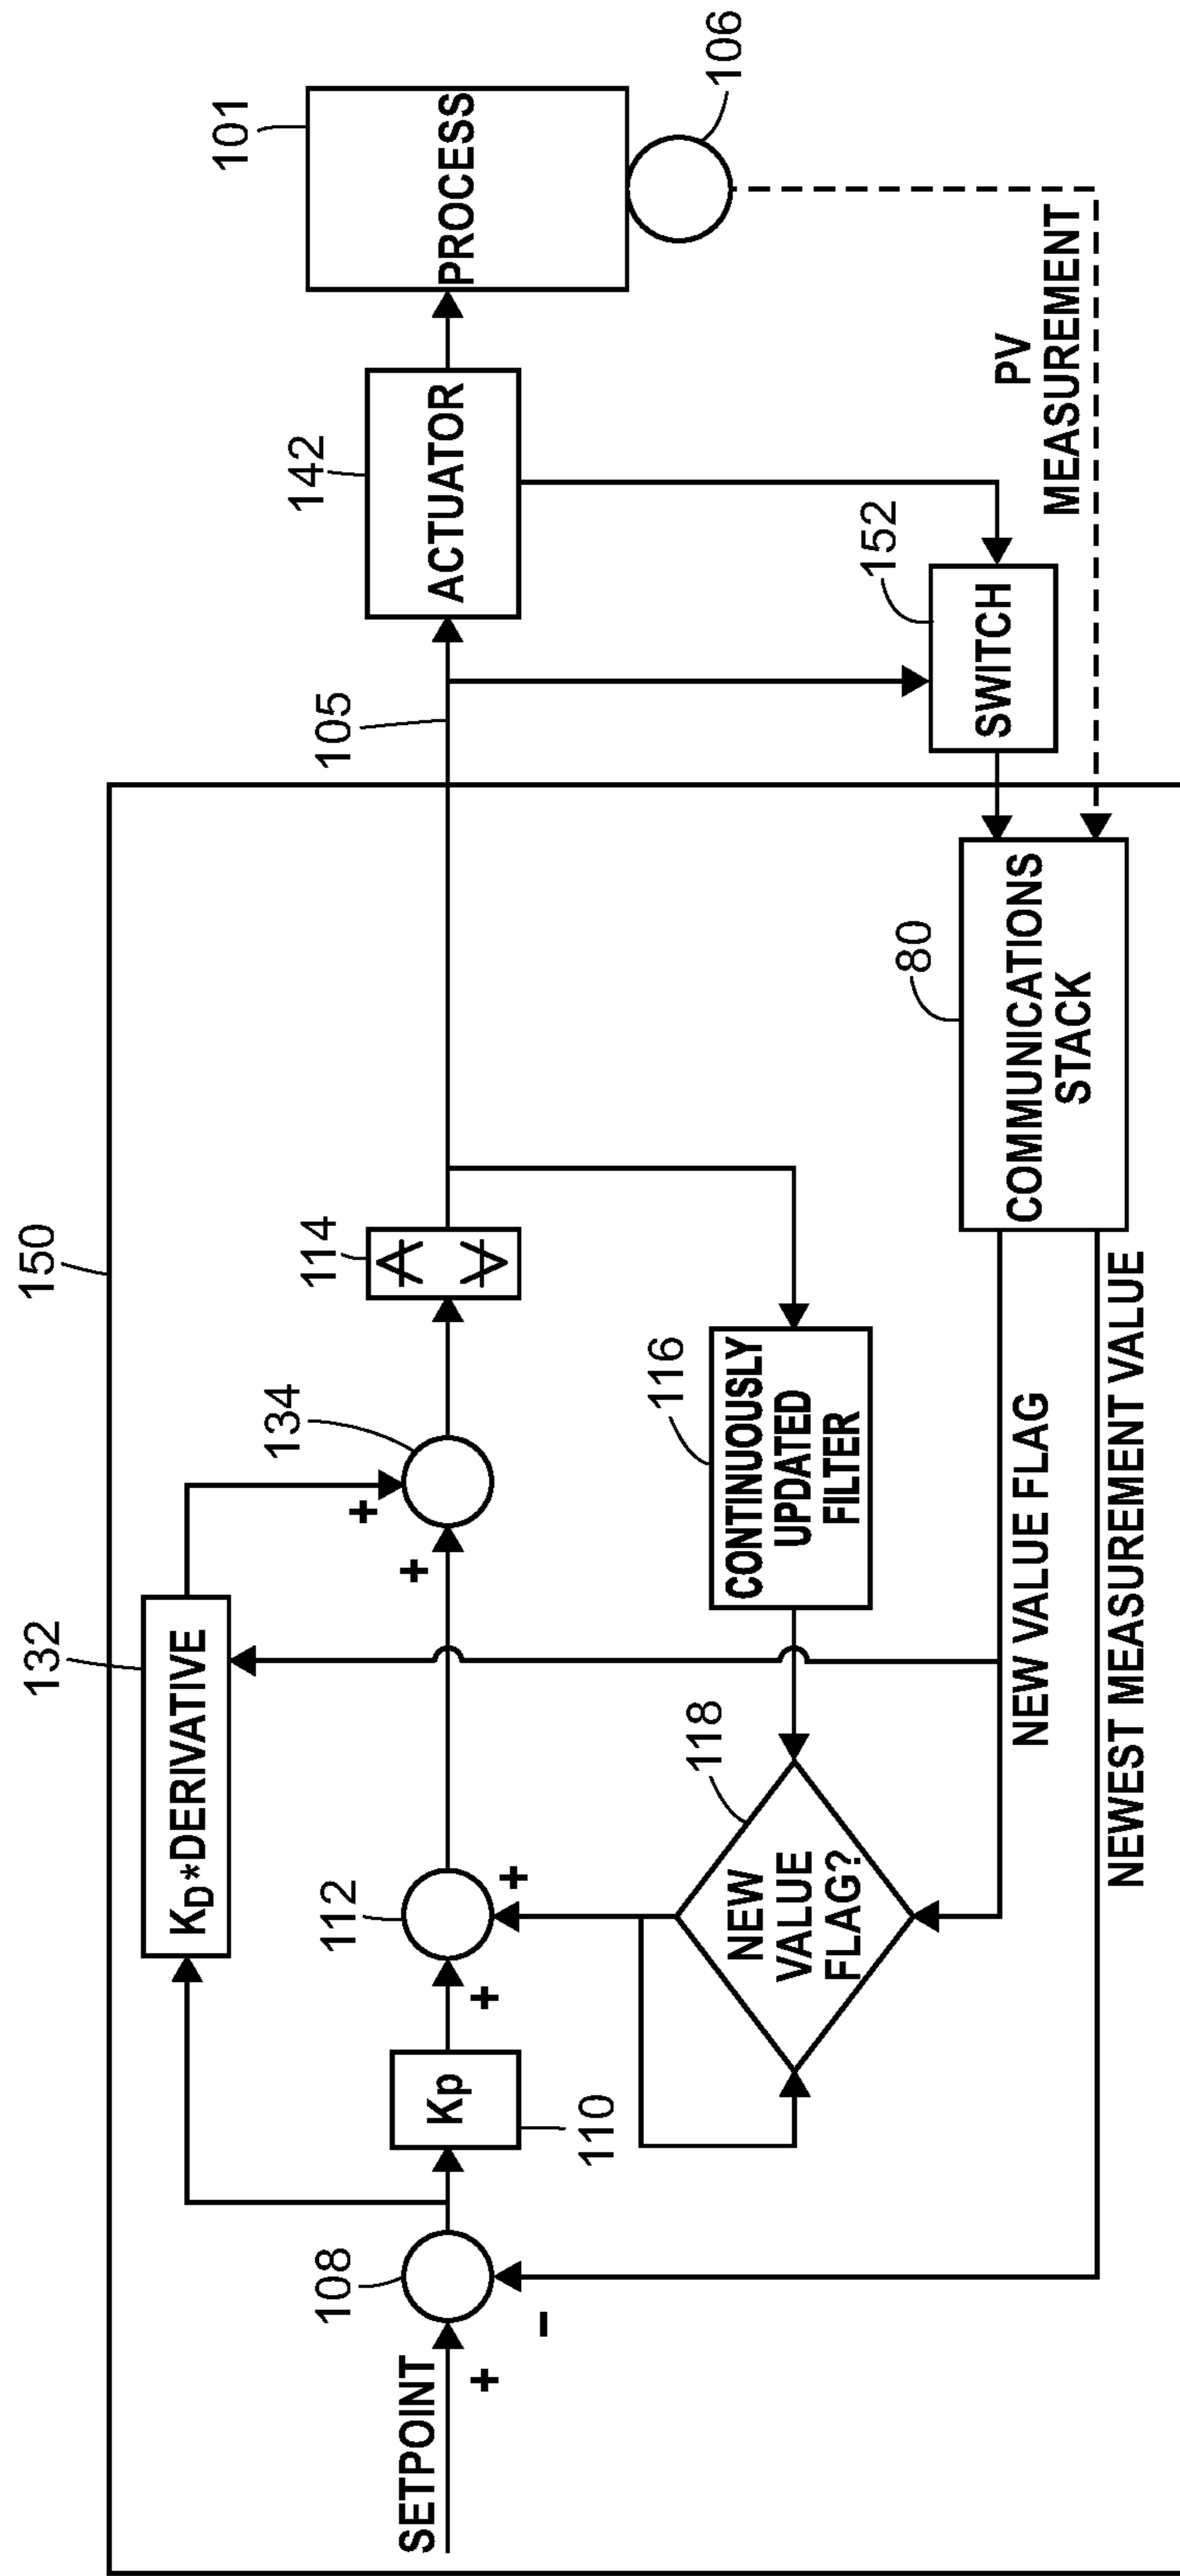 150
132
KD*DERIVATIVE
134
114
105
142
ACTUATOR
101
PROCESS
106
SETPOINT
+
-
108
Kp
110
+
112
+
+
+
118
NEW
VALUE
FLAG?
116
CONTINUOUSLY
UPDATED
FILTER
80
COMMUNICATIONS
STACK
152
SWITCH
PV
MEASUREMENT
NEW VALUE FLAG
NEWEST MEASUREMENT VALUE